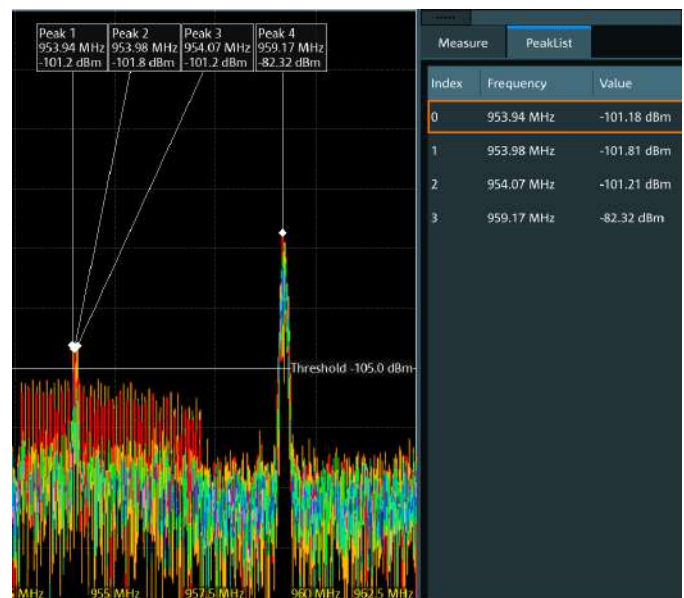 Peak 1
953.94 MHz
-101.2 dBm
Peak 2
953.98 MHz
-101.8 dBm
Peak 3
954.07 MHz
-101.2 dBm
Peak 4
959.17 MHz
-82.32 dBm
Threshold -105.0 dBm
MHz
955 MHz
957.5 MHz
960 MHz
962.5 MHz
Measure PeakList
Index Frequency Value
0 953.94 MHz -101.18 dBm
1 953.98 MHz -101.81 dBm
2 954.07 MHz -101.21 dBm
3 959.17 MHz -82.32 dBm